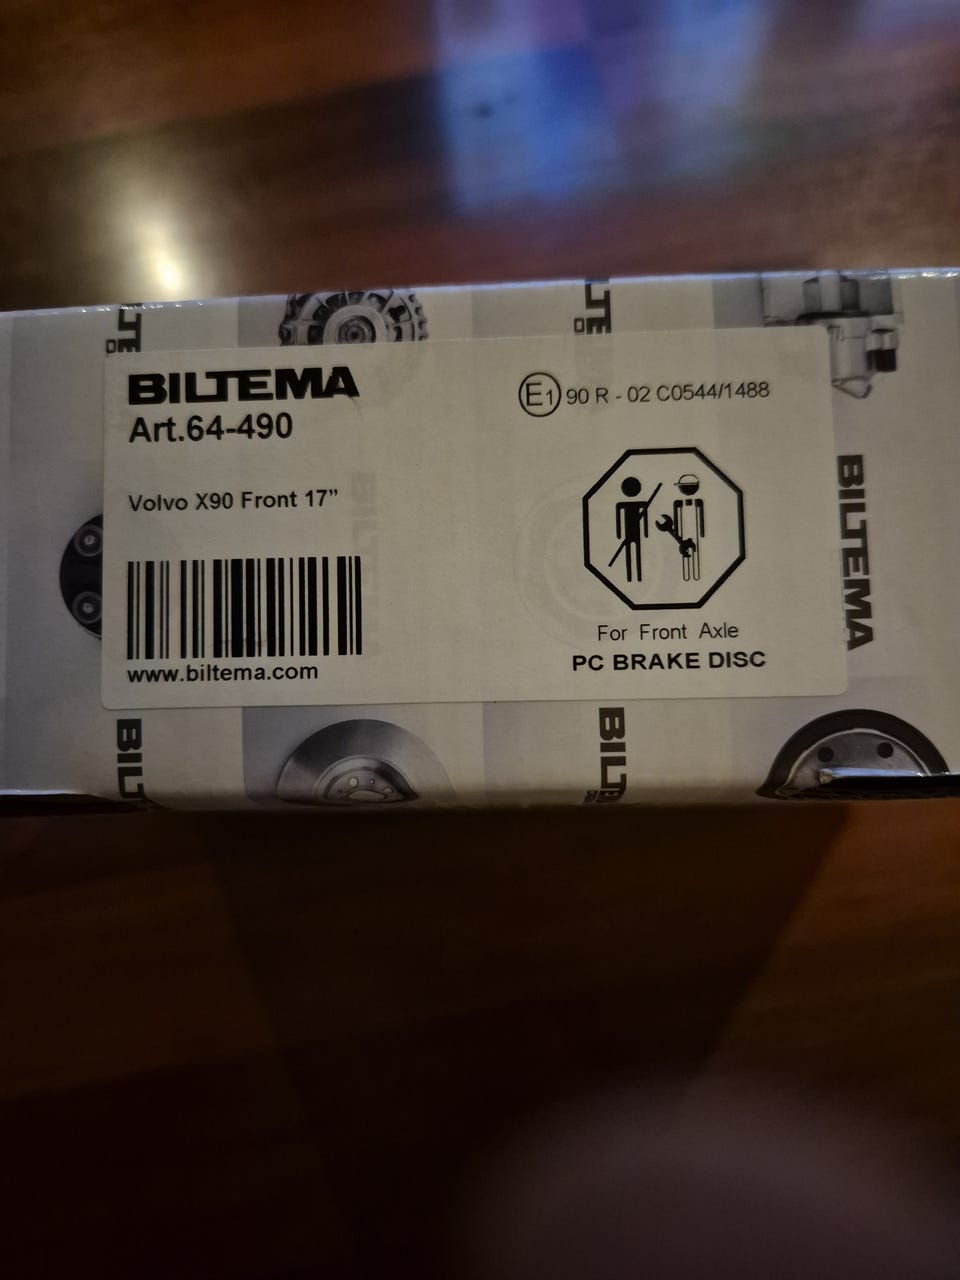 BILTEMA
Art.64-490
Volvo X90 Front 17”
www.biltema.com
E1 90 R - 02 C0544/1488
For Front Axle
PC BRAKE DISC
BILTEMA